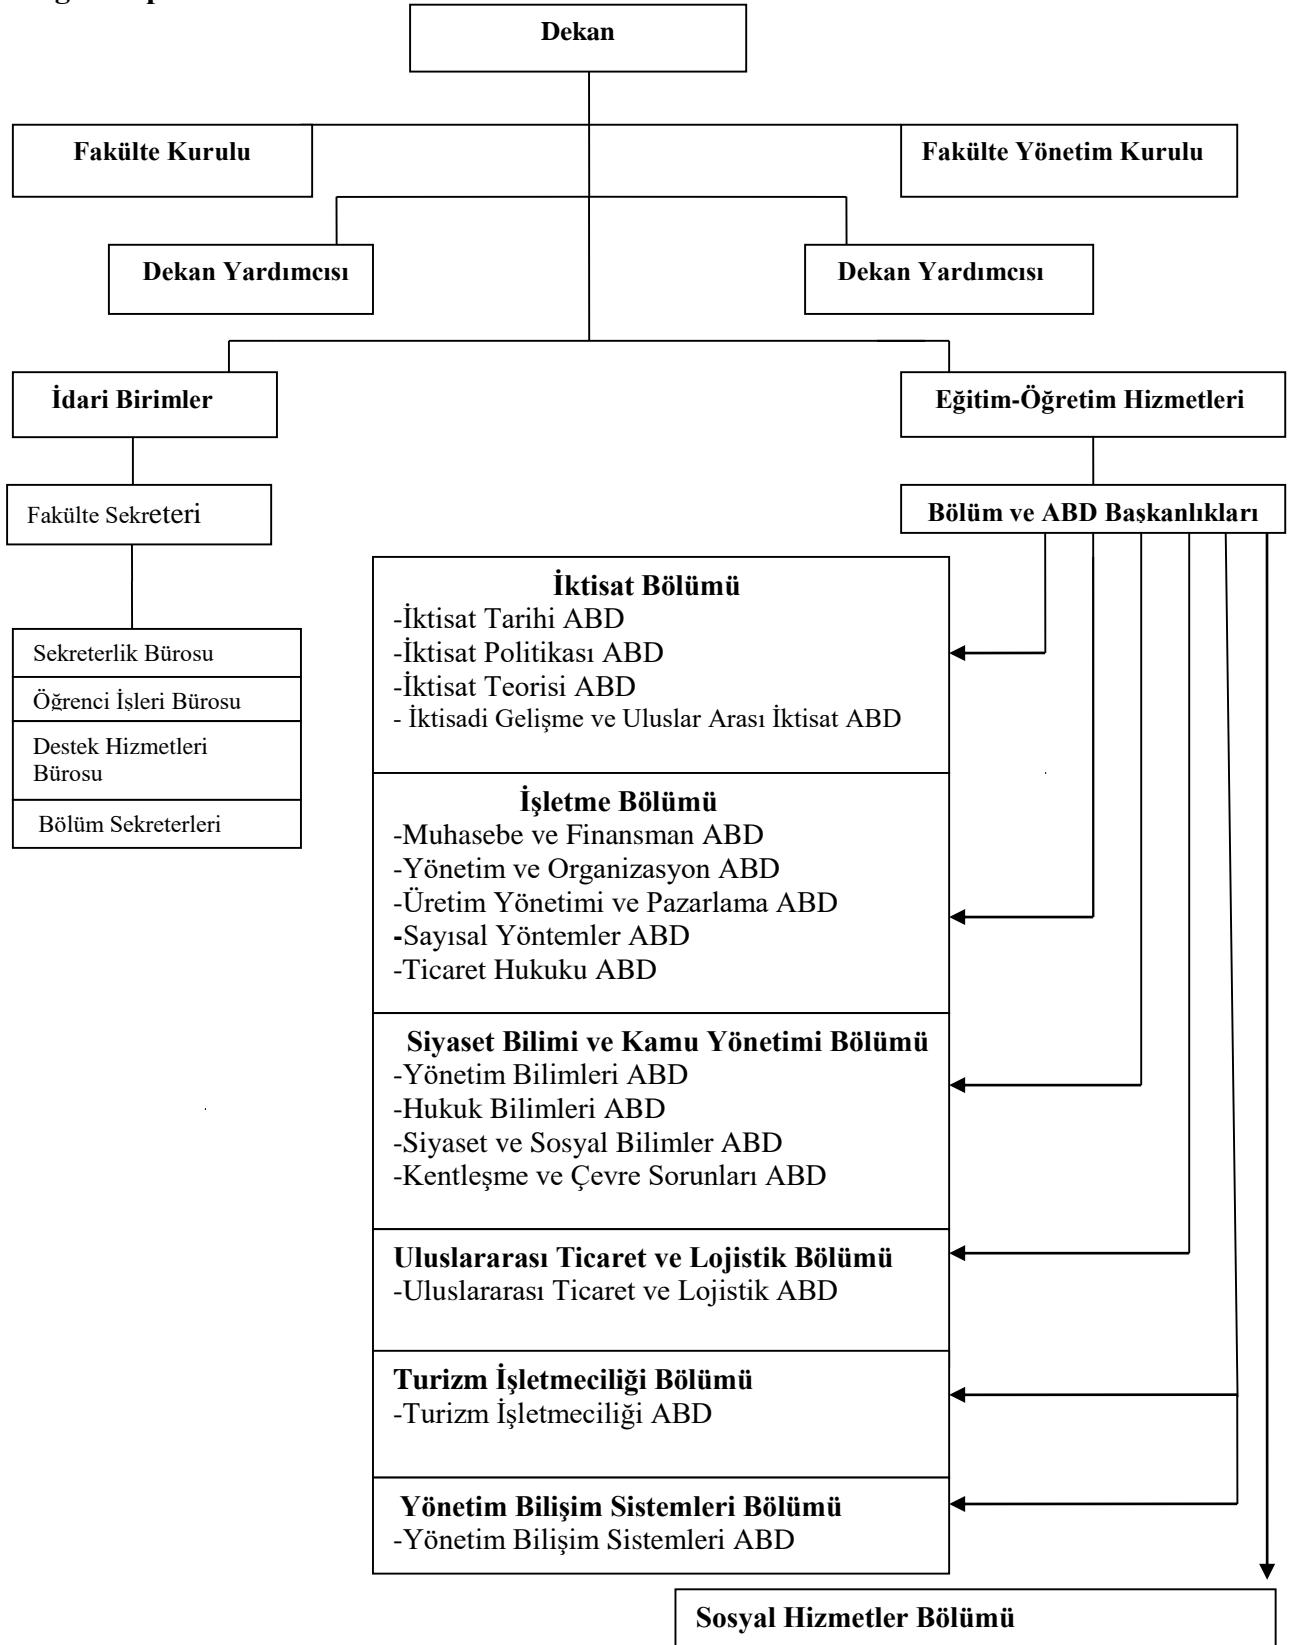 Dekan
Fakülte Kurulu
Fakülte Yönetim Kurulu
Dekan Yardımcısı
Dekan Yardımcısı
İdari Birimler
Eğitim-Öğretim Hizmetleri
Fakülte Sekreteri
Bölüm ve ABD Başkanlıkları
Sekreterlik Bürosu
Öğrenci İşleri Bürosu
Destek Hizmetleri
Bürosu
Bölüm Sekreterleri
İktisat Bölümü
-İktisat Tarihi ABD
-İktisat Politikası ABD
-İktisat Teorisi ABD
- İktisadi Gelişme ve Uluslar Arası İktisat ABD
İşletme Bölümü
-Muhasebe ve Finansman ABD
-Yönetim ve Organizasyon ABD
-Üretim Yönetimi ve Pazarlama ABD
-Sayısal Yöntemler ABD
-Ticaret Hukuku ABD
Siyaset Bilimi ve Kamu Yönetimi Bölümü
-Yönetim Bilimleri ABD
-Hukuk Bilimleri ABD
-Siyaset ve Sosyal Bilimler ABD
-Kentleşme ve Çevre Sorunları ABD
Uluslararası Ticaret ve Lojistik Bölümü
-Uluslararası Ticaret ve Lojistik ABD
Turizm İşletmeciliği Bölümü
-Turizm İşletmeciliği ABD
Yönetim Bilişim Sistemleri Bölümü
-Yönetim Bilişim Sistemleri ABD
Sosyal Hizmetler Bölümü